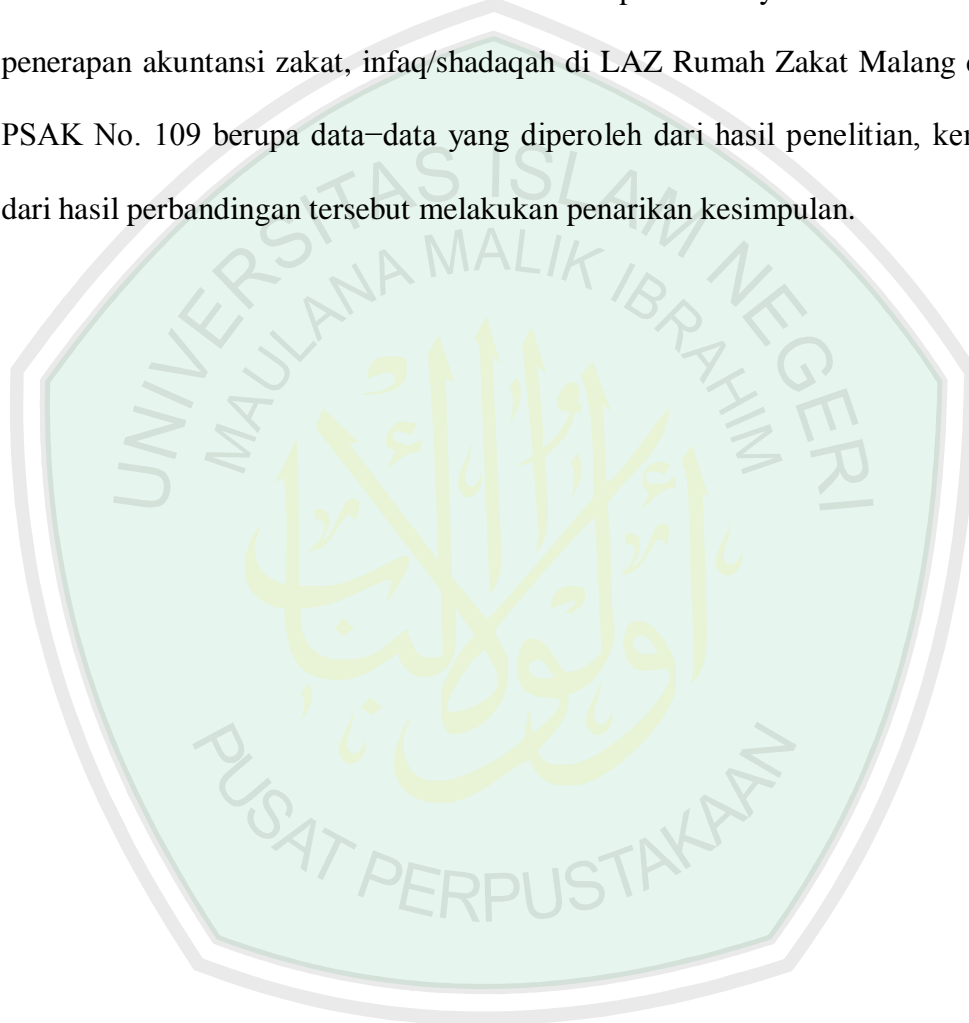 penerapan akuntansi zakat, infaq/shadaqah di LAZ Rumah Zakat Malang
PSAK No. 109 berupa data−data yang diperoleh dari hasil penelitian,
dari hasil perbandingan tersebut melakukan penarikan kesimpulan.
UNIVERSITAS ISLAM NEGERI
MAULANA MALIK IBRAHIM
PUSAT PERPUSTAKAAN